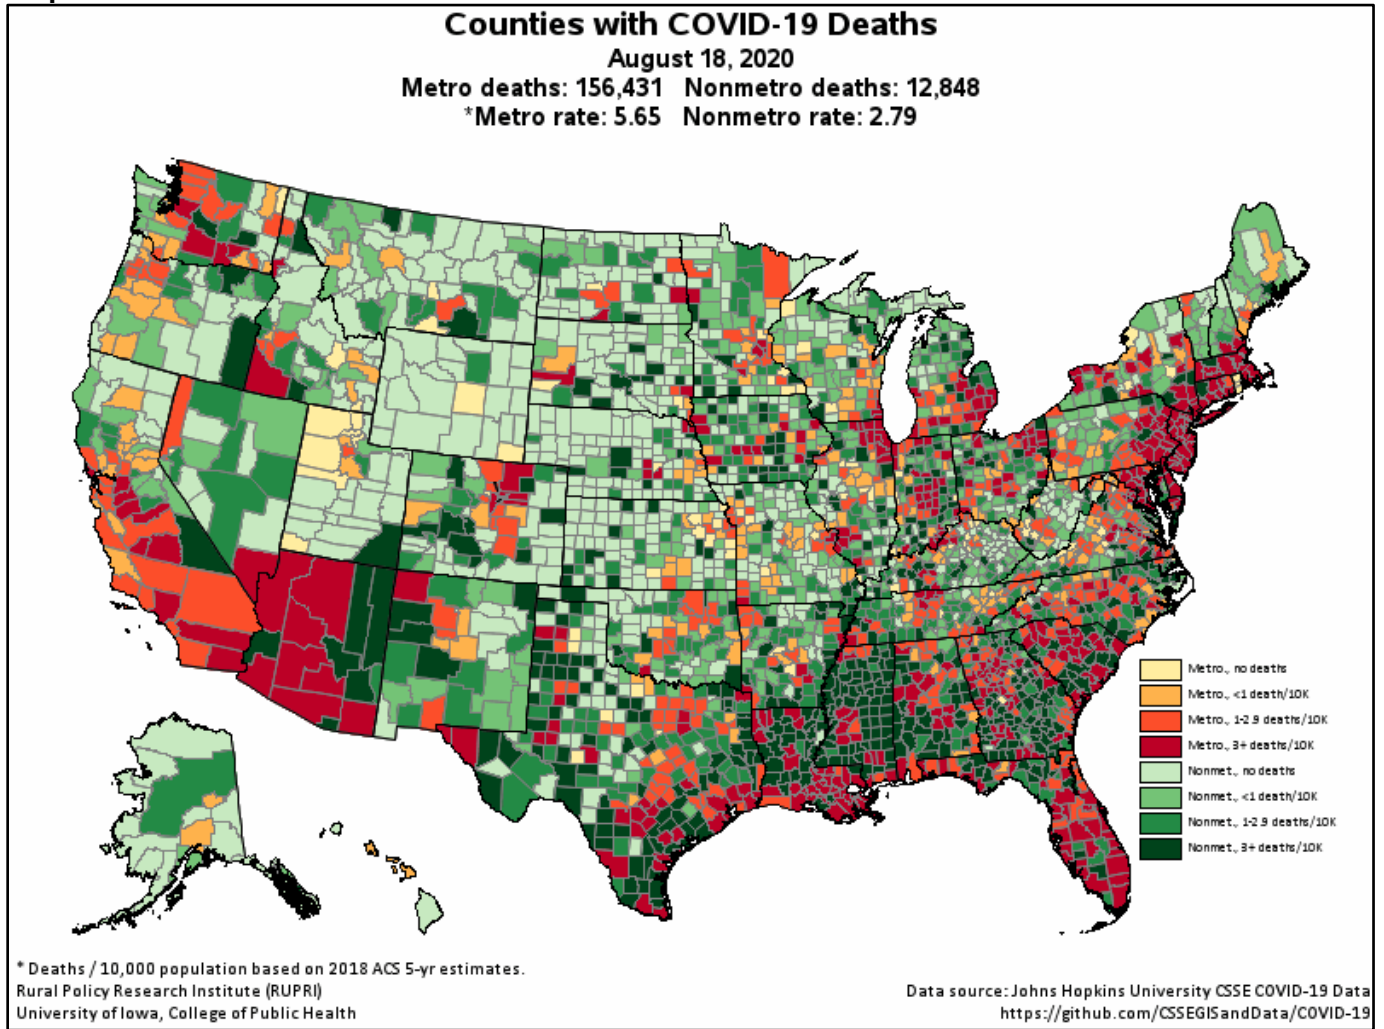 Counties with COVID-19 Deaths
August 18, 2020
Metro deaths: 156,431 Nonmetro deaths: 12,848
*Metro rate: 5.65 Nonmetro rate: 2.79
Metro., no deaths
Metro., <1 death/10K
Metro., 1-2.9 deaths/10K
Metro., 3+ deaths/10K
Nonmet., no deaths
Nonmet., <1 death/10K
Nonmet., 1-2.9 deaths/10K
Nonmet., 3+ deaths/10K
* Deaths / 10,000 population based on 2018 ACS 5-yr estimates.
Rural Policy Research Institute (RUPRI)
University of Iowa, College of Public Health
Data source: Johns Hopkins University CSSE COVID-19 Data
https://github.com/CSSEGISandData/COVID-19